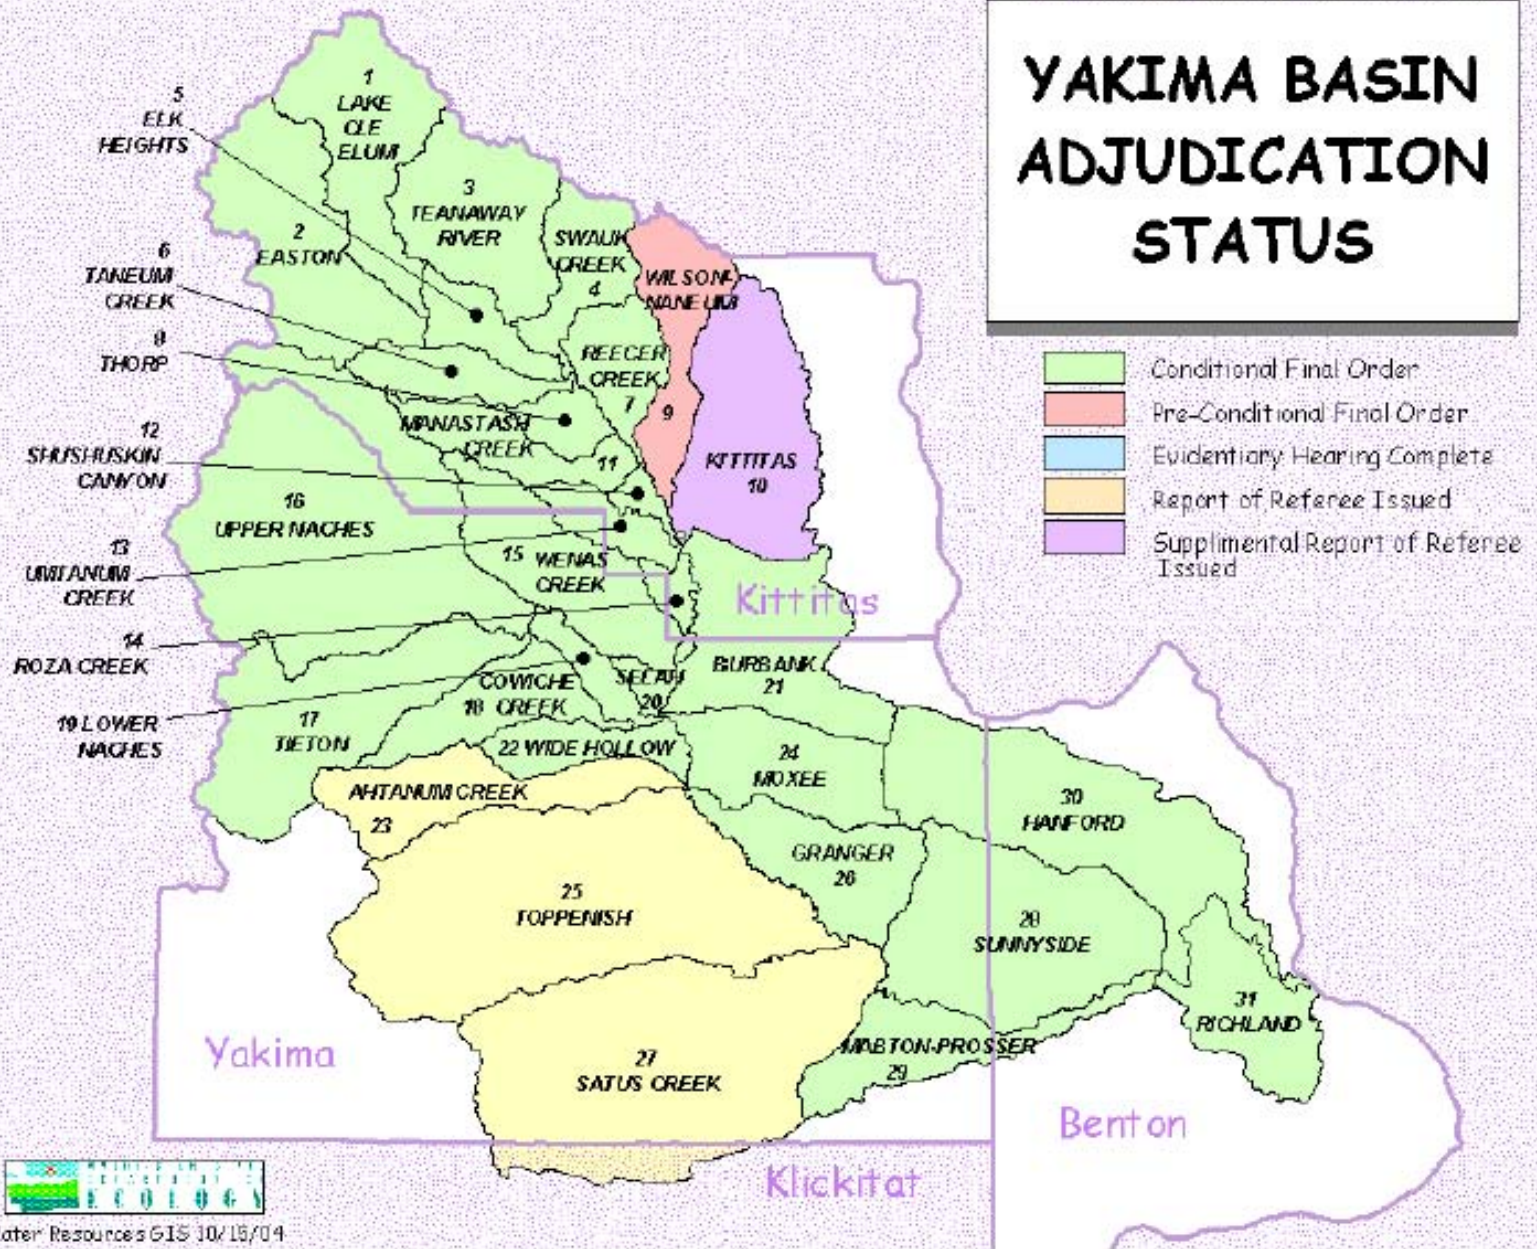 YAKIMA BASIN
ADJUDICATION
STATUS
Conditional Final Order
Pre-Conditional Final Order
Evidentiary Hearing Complete
Report of Referee Issued
Supplimental Report of Referee
Issued
1
LAKE
CLE
ELUM
5
ELK
HEIGHTS
3
TEANAWAY
RIVER
2
EASTON
SWAUK
CREEK
4
6
TANEUM
CREEK
WILSON-
NANEUM
9
8
THORP
REECER
CREEK
7
MANASTASH
CREEK
11
12
SHUSHUSKIN
CANYON
KITTITAS
10
16
UPPER NACHES
13
UMTANUM
CREEK
15 WENAS
CREEK
Kittitas
14
ROZA CREEK
BURBANK
21
SELAH
20
COWICHE
18 CREEK
19 LOWER
NACHES
17
TIETON
22 WIDE HOLLOW
24
MOXEE
AHTANUM CREEK
23
30
HANFORD
GRANGER
26
25
TOPPENISH
28
SUNNYSIDE
31
RICHLAND
Yakima
27
SATUS CREEK
MABTON-PROSSER
29
Benton
Klickitat
ECOLOGY
ater Resources GIS 10/15/04